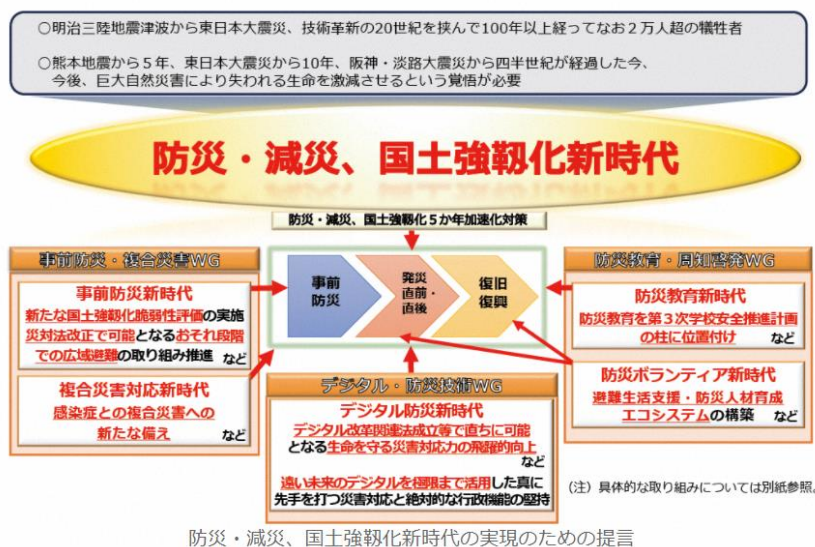 ○明治三陸地震津波から東日本大震災、技術革新の20世紀を挟んで100年以上経ってなお２万人超の犠牲者
○熊本地震から５年、東日本大震災から10年、阪神・淡路大震災から四半世紀が経過した今、
今後、巨大自然災害により失われる生命を激減させるという覚悟が必要
防災・減災、国土強靱化新時代
防災・減災、国土強靱化５か年加速化対策
事前防災・複合災害WG
事前防災新時代
新たな国土強靱化脆弱性評価の実施
災対法改正で可能となるおそれ段階
での広域避難の取り組み推進 など
複合災害対応新時代
感染症との複合災害への
新たな備え など
事前
防災
発災
直前・
直後
復旧
復興
防災教育・周知啓発WG
防災教育新時代
防災教育を第３次学校安全推進計画
の柱に位置付け など
防災ボランティア新時代
避難生活支援・防災人材育成
エコシステムの構築 など
デジタル・防災技術WG
デジタル防災新時代
デジタル改革関連法成立等で直ちに可能
となる生命を守る災害対応力の飛躍的向上
など
遠い未来のデジタルを極限まで活用した真に
先手を打つ災害対応と絶対的な行政機能の堅持
（注）具体的な取り組みについては別紙参照。
防災・減災、国土強靱化新時代の実現のための提言